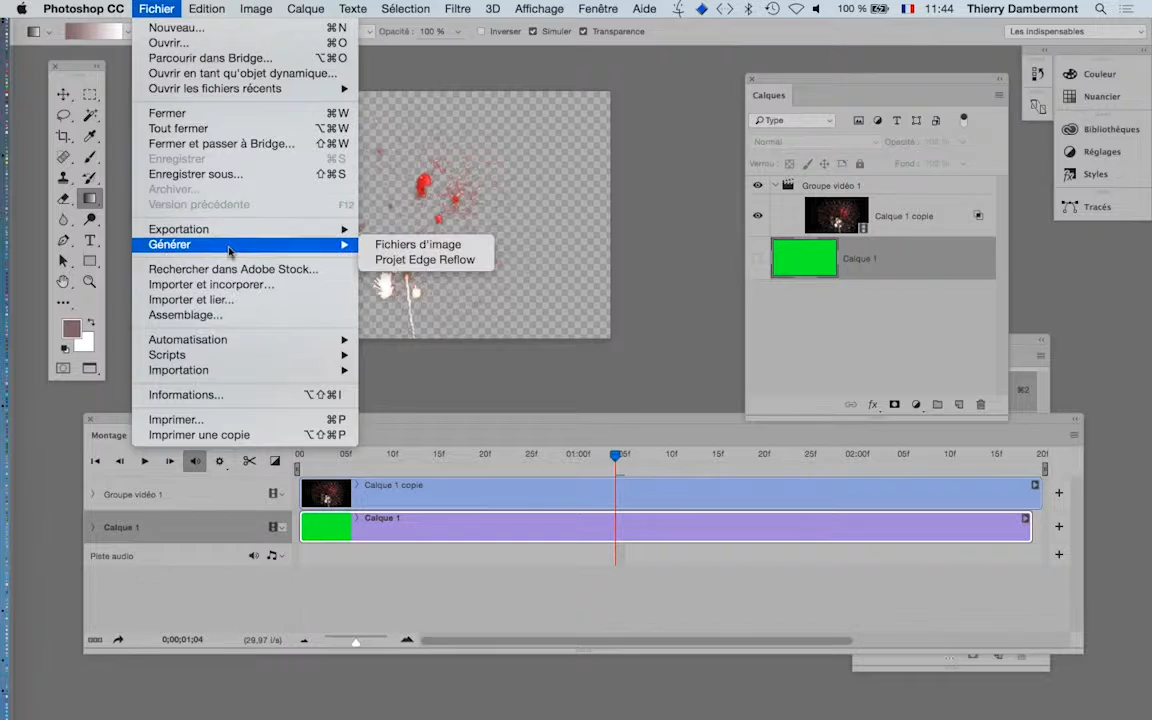 Photoshop CC Fichier Edition Image Calque Texte Sélection Filtre 3D Affichage Fenêtre Aide 100 % 11:44 Thierry Dambermont
Opacité : 100 % Inverser Simuler Transparence Les indispensables
Nouveau... ⌘N
Ouvrir... ⌘O
Parcourir dans Bridge... ⌥⌘O
Ouvrir en tant qu'objet dynamique...
Ouvrir les fichiers récents
Fermer ⌘W
Tout fermer ⌥⌘W
Fermer et passer à Bridge... ⇧⌘W
Enregistrer ⌘S
Enregistrer sous... ⇧⌘S
Archiver...
Version précédente F12
Exportation
Générer
Fichiers d'image
Projet Edge Reflow
Rechercher dans Adobe Stock...
Importer et incorporer...
Importer et lier...
Assemblage...
Automatisation
Scripts
Importation
Informations... ⌥⇧⌘I
Imprimer... ⌘P
Imprimer une copie ⌥⇧⌘P
Calques
Type
Normal Opacité : 100 %
Verrou : Fond : 100 %
Groupe vidéo 1
Calque 1 copie
Calque 1
Couleur
Nuancier
Bibliothèques
Réglages
Styles
Tracés
⌘2
Montage
00 05f 10f 15f 20f 25f 01:00f 05f 10f 15f 20f 25f 02:00f 05f 10f 15f 20f
Groupe vidéo 1 Calque 1 copie
Calque 1 Calque 1
Piste audio
0;00;01;04 (29,97 i/s)